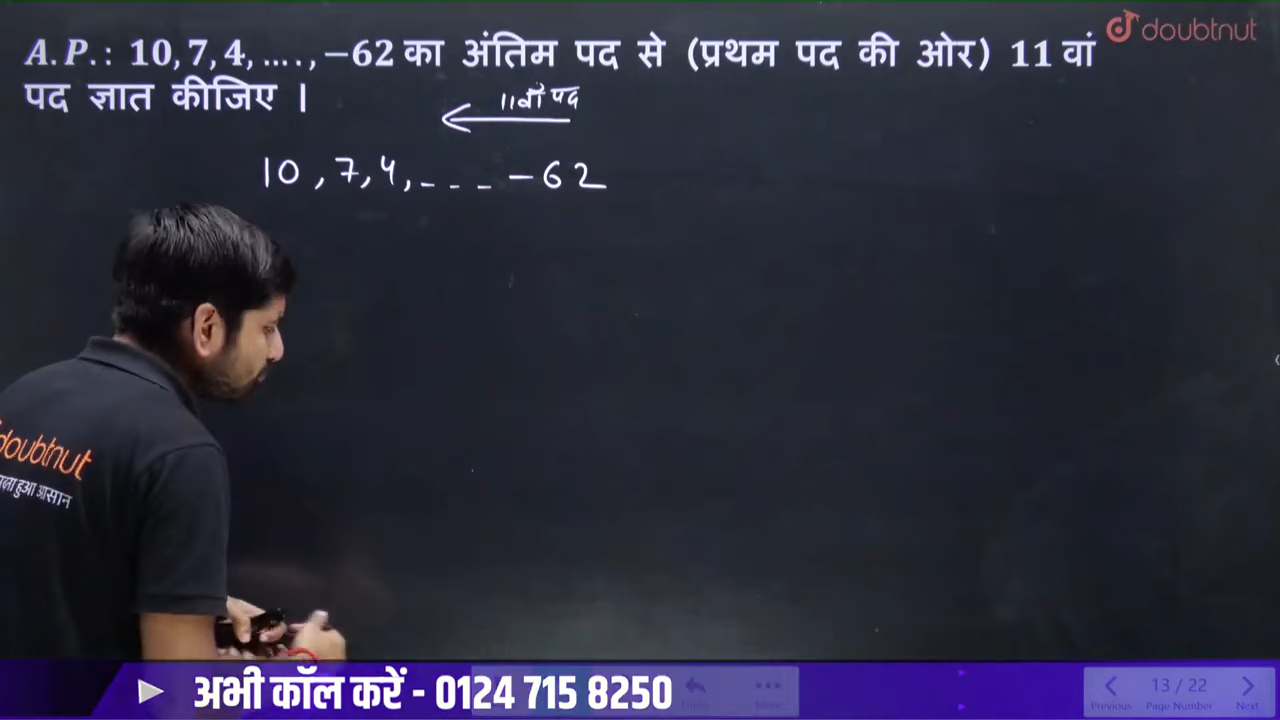 A.P.: 10, 7, 4, ...., −62 का अंतिम पद से (प्रथम पद की ओर) 11 वां
पद ज्ञात कीजिए ।
doubtnut
11वाँ पद
10 , 7, 4, - - - −62
doubtnut
हुआ आसान
अभी कॉल करें - 0124 715 8250
Previous
13 / 22
Page Number
Next
More